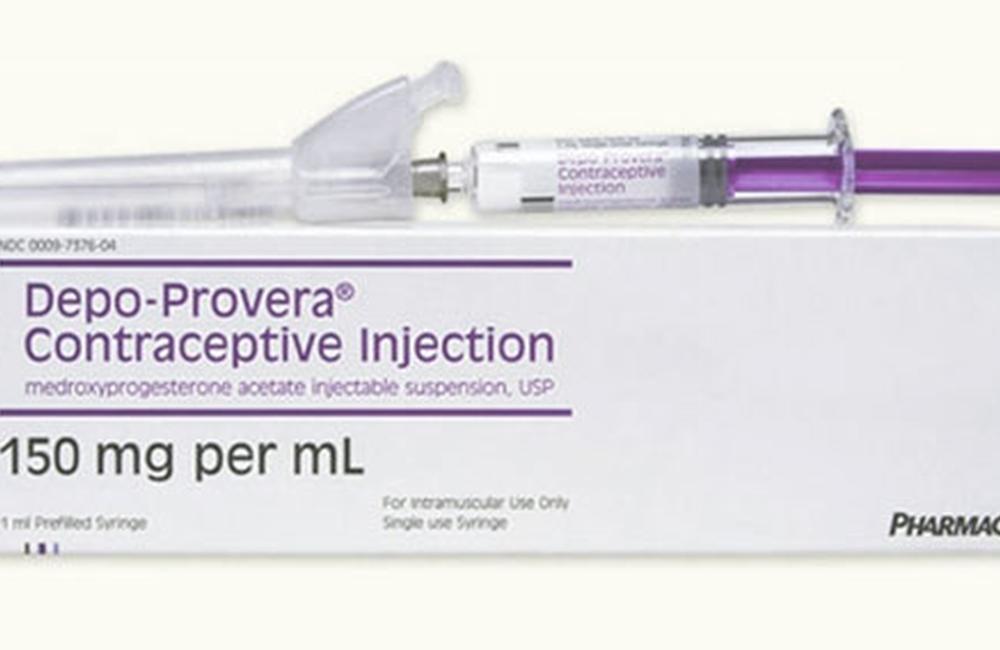 Depo-Provera
Contraceptive
Injection
NDC 0009-7376-04
Depo-Provera®
Contraceptive Injection
medroxyprogesterone acetate injectable suspension, USP
150 mg per mL
For Intramuscular Use Only
1 ml Prefilled Syringe
Single use Syringe
PHARMAC